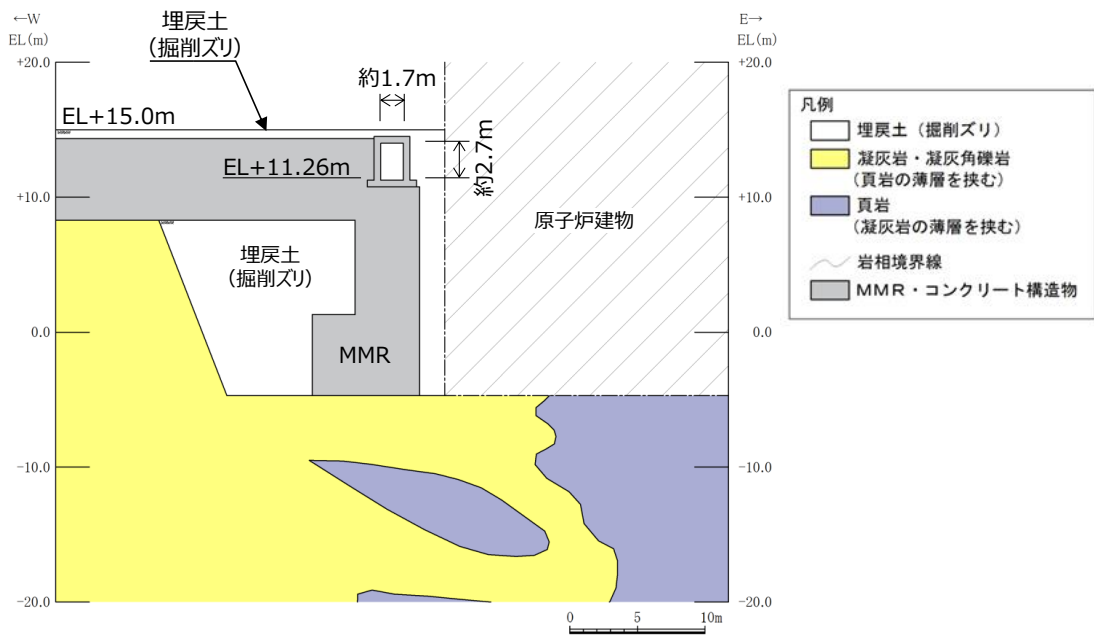 ←W
EL(m)
E→
EL(m)
埋戻土
(掘削ズリ)
約1.7m
+20.0
+20.0
EL+15.0m
約2.7m
EL+11.26m
+10.0
+10.0
原子炉建物
埋戻土
(掘削ズリ)
0.0
0.0
MMR
-10.0
-10.0
-20.0
-20.0
0 5 10m
凡例
埋戻土（掘削ズリ）
凝灰岩・凝灰角礫岩
(頁岩の薄層を挟む)
頁岩
(凝灰岩の薄層を挟む)
岩相境界線
ＭＭＲ・コンクリート構造物